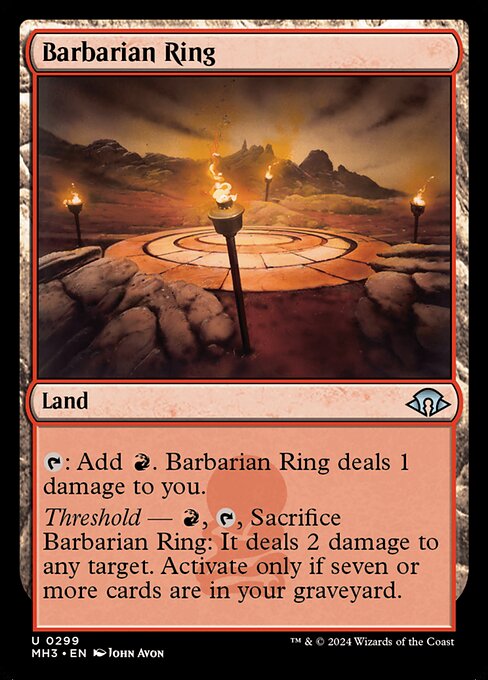 Barbarian Ring
Land
: Add . Barbarian Ring deals 1
damage to you.
Threshold — , , Sacrifice
Barbarian Ring: It deals 2 damage to
any target. Activate only if seven or
more cards are in your graveyard.
U 0299
MH3 • EN John Avon
™ & © 2024 Wizards of the Coast